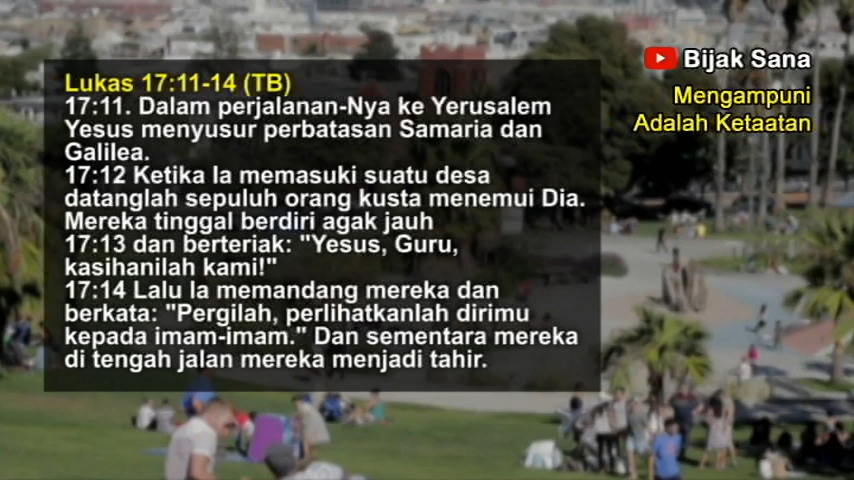 Lukas 17:11-14 (TB)
17:11. Dalam perjalanan-Nya ke Yerusalem
Yesus menyusur perbatasan Samaria dan
Galilea.
17:12 Ketika Ia memasuki suatu desa
datanglah sepuluh orang kusta menemui Dia.
Mereka tinggal berdiri agak jauh
17:13 dan berteriak: "Yesus, Guru,
kasihanilah kami!"
17:14 Lalu Ia memandang mereka dan
berkata: "Pergilah, perlihatkanlah dirimu
kepada imam-imam." Dan sementara mereka
di tengah jalan mereka menjadi tahir.
Bijak Sana
Mengampuni
Adalah Ketaatan